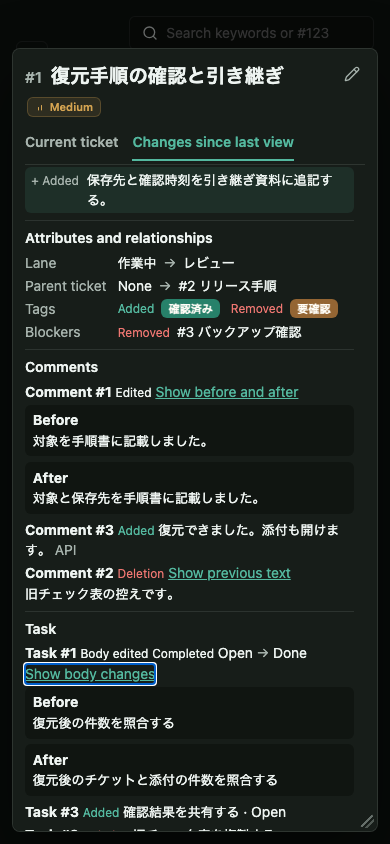 Search keywords or #123
#1 復元手順の確認と引き継ぎ
Medium
Current ticket Changes since last view
+ Added 保存先と確認時刻を引き継ぎ資料に追記す
る。
Attributes and relationships
Lane 作業中 → レビュー
Parent ticket None → #2 リリース手順
Tags Added 確認済み Removed 要確認
Blockers Removed #3 バックアップ確認
Comments
Comment #1 Edited Show before and after
Before
対象を手順書に記載しました。
After
対象と保存先を手順書に記載しました。
Comment #3 Added 復元できました。添付も開けま
す。 API
Comment #2 Deletion Show previous text
旧チェック表の控えです。
Task
Task #1 Body edited Completed Open → Done
Show body changes
Before
復元後の件数を照合する
After
復元後のチケットと添付の件数を照合する
Task #3 Added 確認結果を共有する · Open